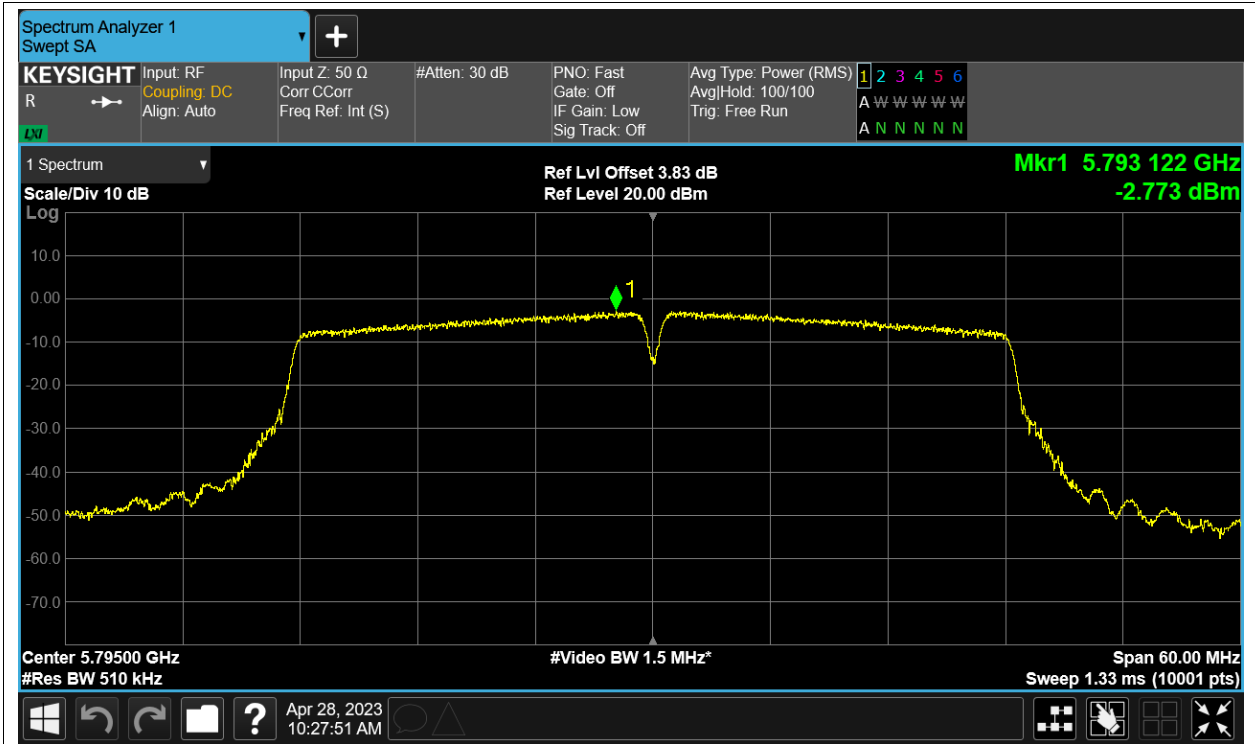 Spectrum Analyzer 1
Swept SA
KEYSIGHT
R
LXI
Input: RF
Coupling: DC
Align: Auto
Input Z: 50 Ω
Corr CCorr
Freq Ref: Int (S)
#Atten: 30 dB
PNO: Fast
Gate: Off
IF Gain: Low
Sig Track: Off
Avg Type: Power (RMS)
Avg|Hold: 100/100
Trig: Free Run
1 2 3 4 5 6
A W W W W W
A N N N N N
1 Spectrum
Scale/Div 10 dB
Log
Ref Lvl Offset 3.83 dB
Ref Level 20.00 dBm
Mkr1 5.793 122 GHz
-2.773 dBm
10.0
0.00
-10.0
-20.0
-30.0
-40.0
-50.0
-60.0
-70.0
1
Center 5.79500 GHz
#Res BW 510 kHz
#Video BW 1.5 MHz*
Span 60.00 MHz
Sweep 1.33 ms (10001 pts)
?
Apr 28, 2023
10:27:51 AM